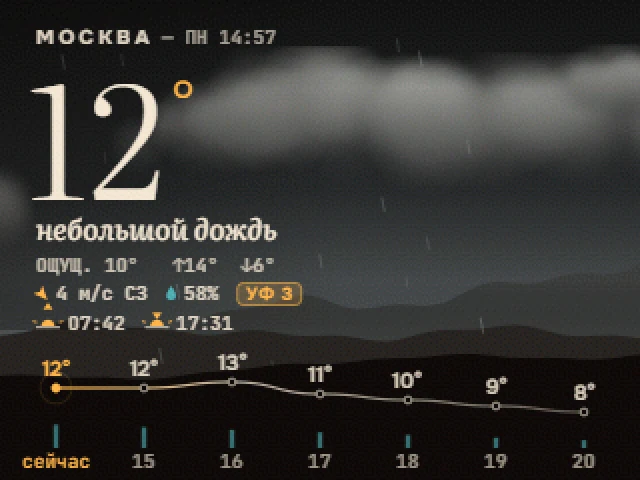 МОСКВА — ПН 14:57
12°
небольшой дождь
ОЩУЩ. 10° ↑14° ↓6°
4 м/с СЗ 58% УФ 3
07:42 17:31
12° 12° 13° 11° 10° 9° 8°
сейчас 15 16 17 18 19 20